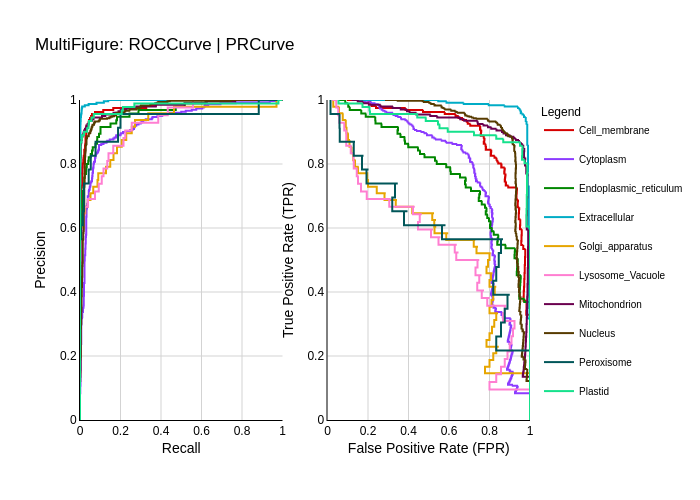 MultiFigure: ROCCurve | PRCurve
Precision
1
0.8
0.6
0.4
0.2
0
0 0.2 0.4 0.6 0.8 1
Recall
True Positive Rate (TPR)
1
0.8
0.6
0.4
0.2
0
0 0.2 0.4 0.6 0.8 1
False Positive Rate (FPR)
Legend
Cell_membrane
Cytoplasm
Endoplasmic_reticulum
Extracellular
Golgi_apparatus
Lysosome_Vacuole
Mitochondrion
Nucleus
Peroxisome
Plastid